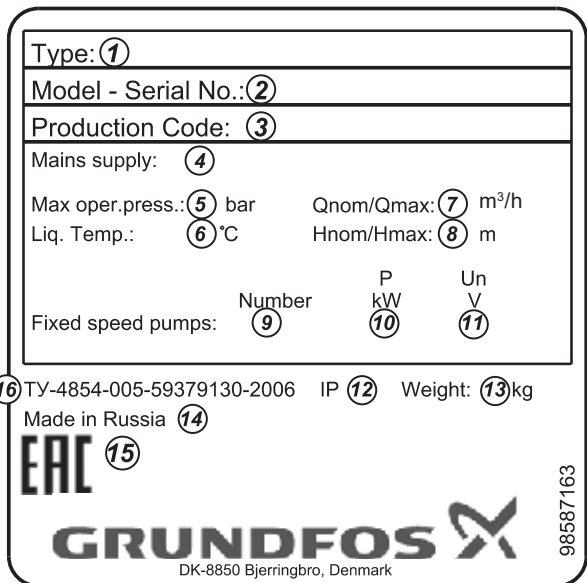 Type: 1
Model - Serial No.: 2
Production Code: 3
Mains supply: 4
Max oper.press.: 5 bar Qnom/Qmax: 7 m³/h
Liq. Temp.: 6 °C Hnom/Hmax: 8 m
P Un
Number kW V
Fixed speed pumps: 9 10 11
16 ТУ-4854-005-59379130-2006 IP 12 Weight: 13 kg
Made in Russia 14
EAC 15
98587163
GRUNDFOS
DK-8850 Bjerringbro, Denmark